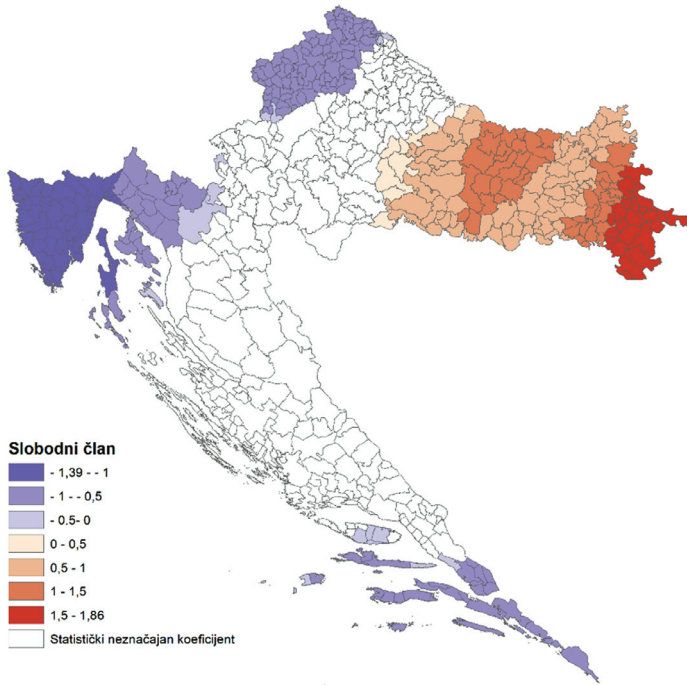 Slobodni član
- 1,39 - - 1
- 1 - - 0,5
- 0.5- 0
0 - 0,5
0,5 - 1
1 - 1,5
1,5 - 1,86
Statistički neznačajan koeficijent